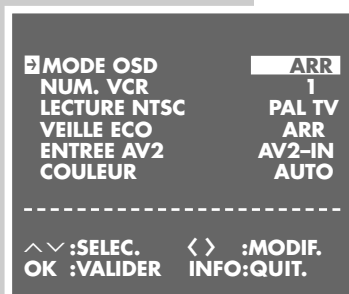 MODE OSD ARR
NUM. VCR 1
LECTURE NTSC PAL TV
VEILLE ECO ARR
ENTREE AV2 AV2–IN
COULEUR AUTO
:SELEC. :MODIF.
OK :VALIDER INFO:QUIT.